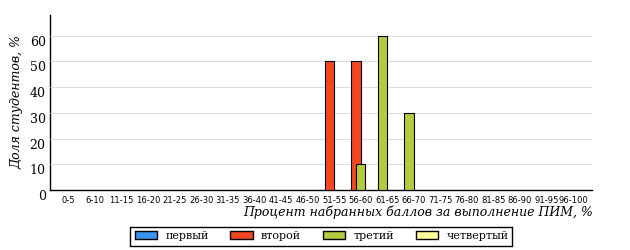 Доля студентов, %
60
50
40
30
20
10
0
0-5 6-10 11-15 16-20 21-25 26-30 31-35 36-40 41-45 46-50 51-55 56-60 61-65 66-70 71-75 76-80 81-85 86-90 91-95 96-100
Процент набранных баллов за выполнение ПИМ, %
первый второй третий четвертый